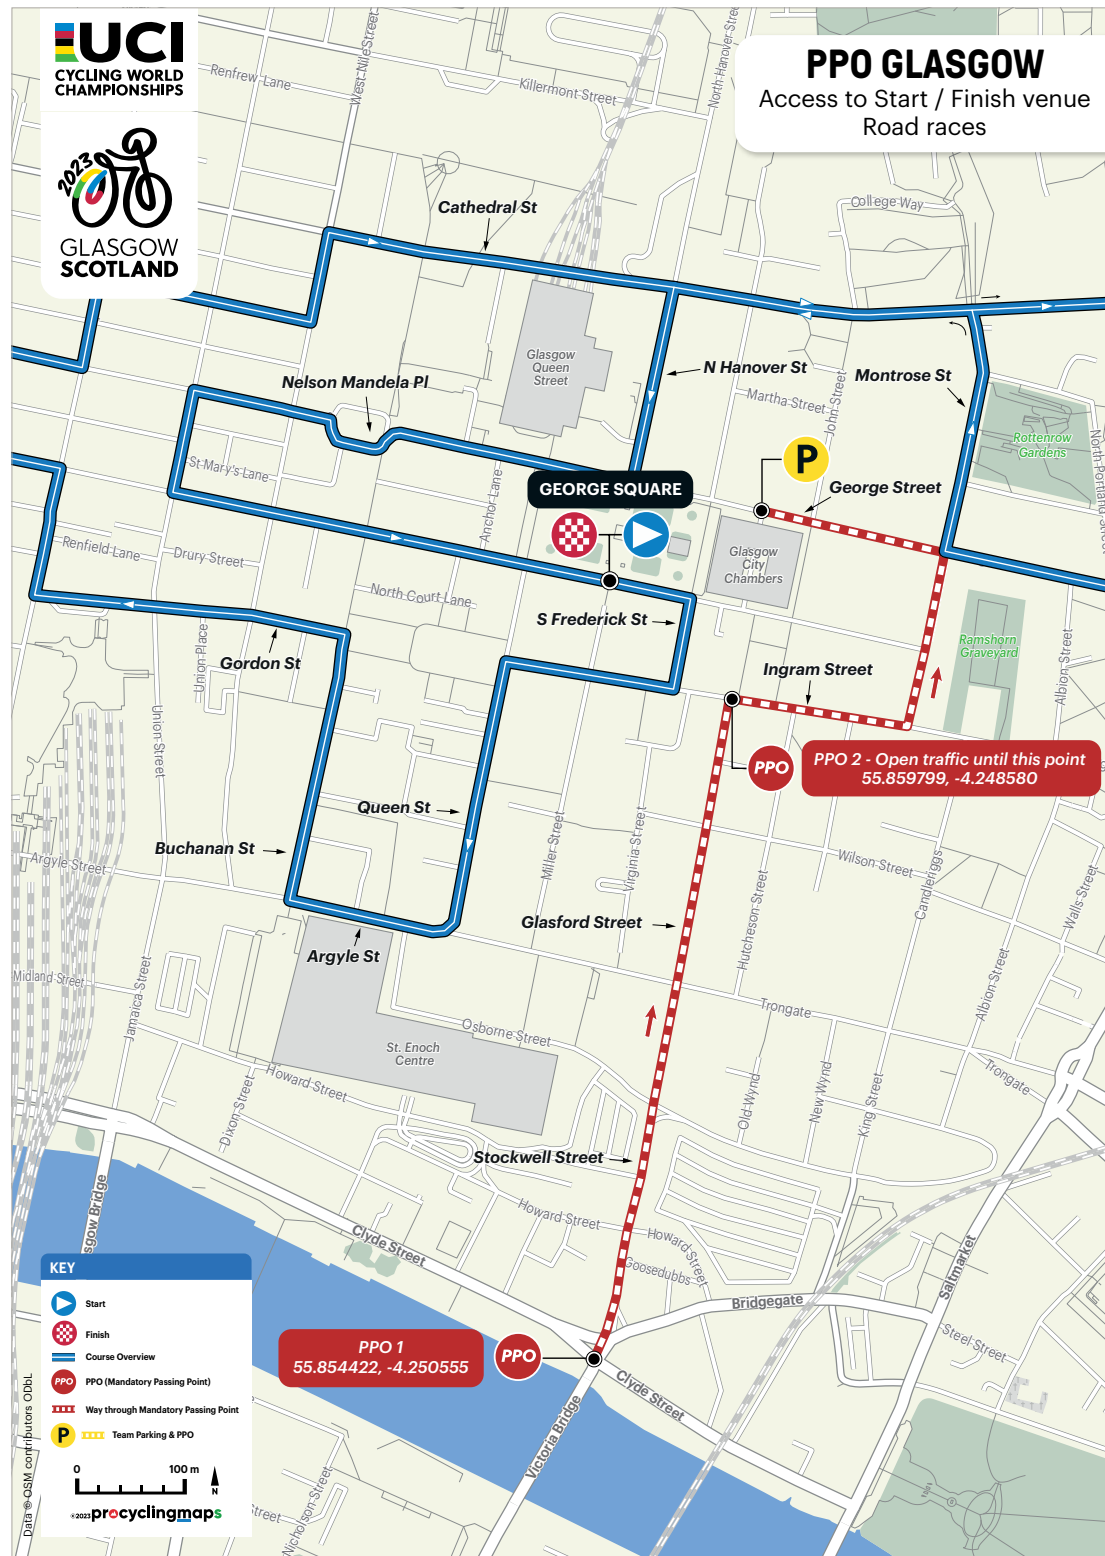 UCI
CYCLING WORLD
CHAMPIONSHIPS
2023
GLASGOW
SCOTLAND
PPO GLASGOW
Access to Start / Finish venue
Road races
Renfrew Lane
West Nile Street
Killermont Street
North Hanover Stree
College Way
Cathedral St
Glasgow
Queen
Street
N Hanover St
Montrose St
Martha Street
John Street
Nelson Mandela Pl
Rottenrow
Gardens
North Portland Street
St Mary's Lane
Anchor Lane
GEORGE SQUARE
P
George Street
Renfield Lane
Drury Street
North Court Lane
Glasgow
City
Chambers
S Frederick St
Ramshorn
Graveyard
Albion Street
Gordon St
Union Place
Ingram Street
Union Street
PPO
PPO 2 - Open traffic until this point
55.859799, -4.248580
Queen St
Buchanan St
Argyle Street
Miller Street
Virginia Street
Wilson Street
Candleriggs
Walls Street
Hutcheson Street
Glasford Street
Argyle St
Midland Street
Jamaica Street
Albion Street
Trongate
Osborne Street
St. Enoch
Centre
Howard Street
Dixon Street
Old Wynd
New Wynd
King Street
Trongate
Stockwell Street
sgow Bridge
Howard Street
Howard Street
Goosedubbs
Clyde Street
Saltmarket
Bridgegate
Steel Street
PPO 1
55.854422, -4.250555
PPO
Clyde Street
Victoria Bridge
Nicholson Street
Street
KEY
Start
Finish
Course Overview
PPO
PPO (Mandatory Passing Point)
Way through Mandatory Passing Point
P
Team Parking & PPO
0
100 m
N
©2023 procyclingmaps
Data © OSM contributors ODbL